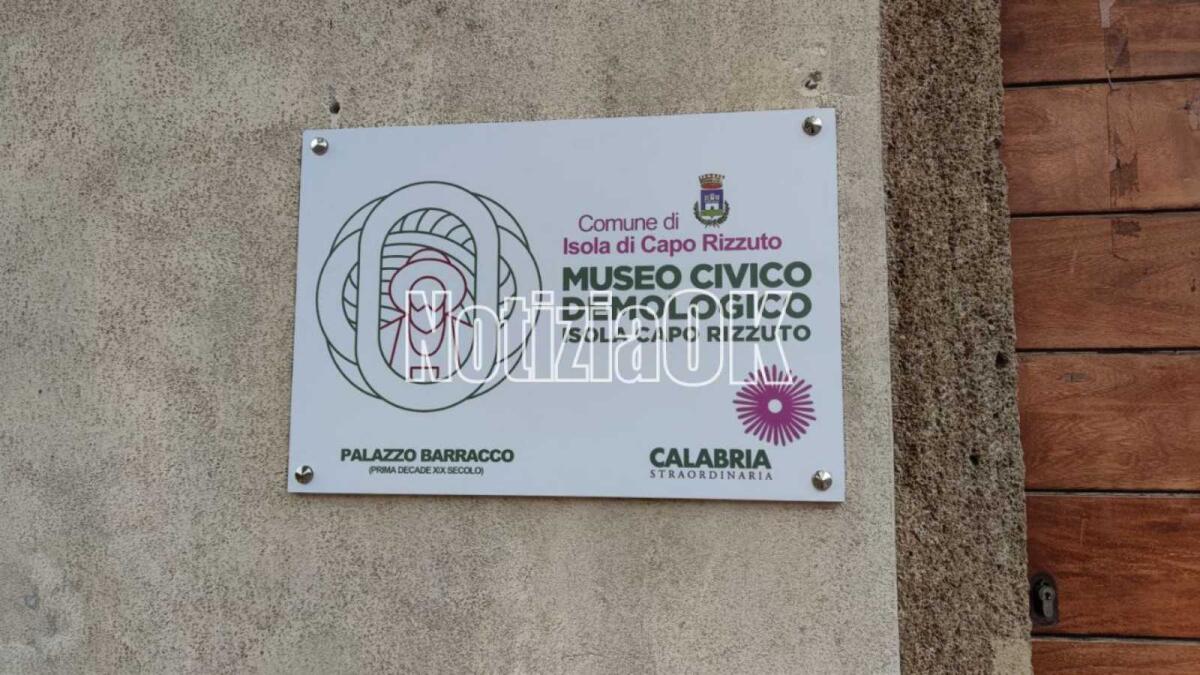 Comune di
Isola di Capo Rizzuto
MUSEO CIVICO
DEMOLOGICO
ISOLA CAPO RIZZUTO
NotiziaOK
PALAZZO BARRACCO
(PRIMA DECADE XIX SECOLO)
CALABRIA
STRAORDINARIA